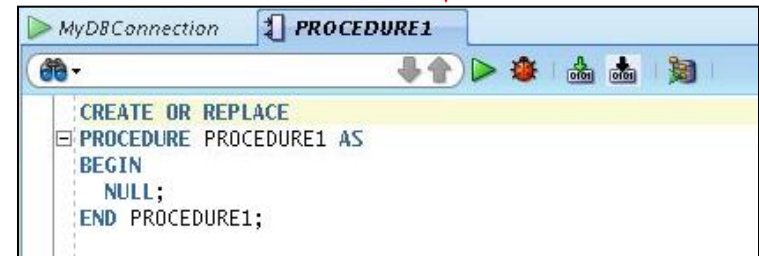 MyDBConnection PROCEDURE1
CREATE OR REPLACE
PROCEDURE PROCEDURE1 AS
BEGIN
NULL;
END PROCEDURE1;